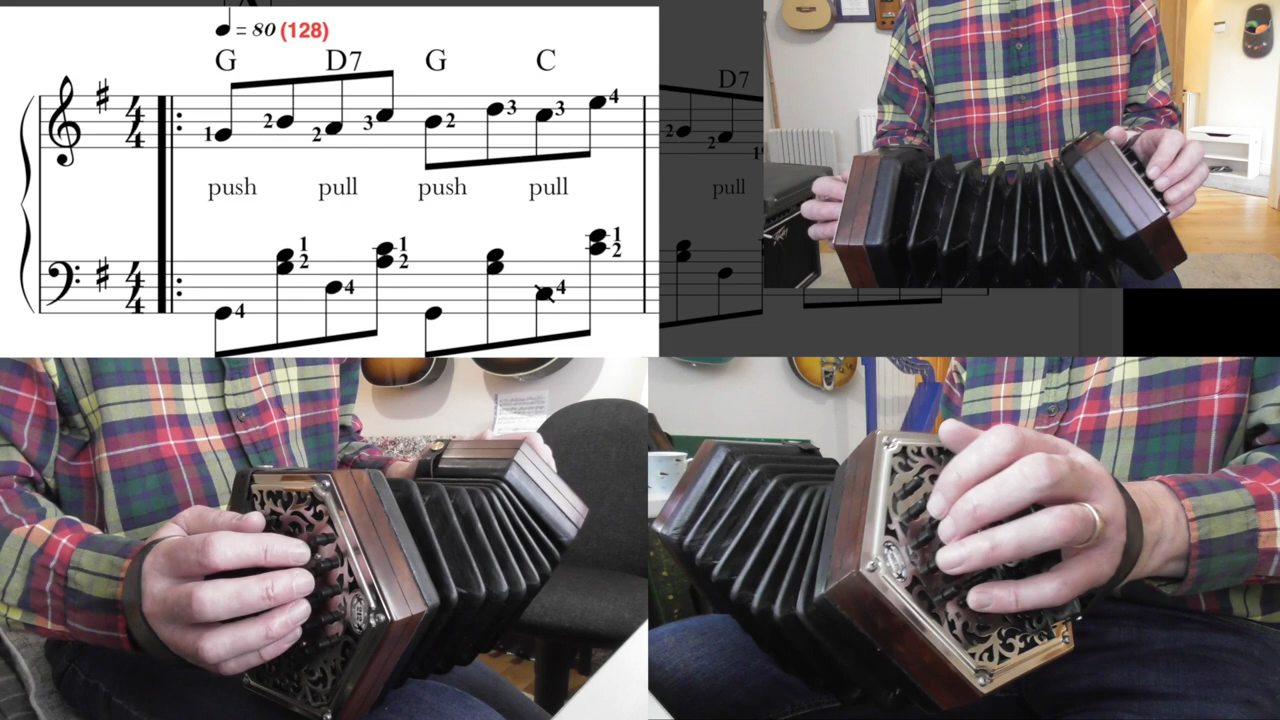 ♩ = 80 (128)
G D7 G C
1 2 2 3 2 3 3 4
push pull push pull
1 2 1 2 1 2
4 4 4
D7
2 2 1
pull